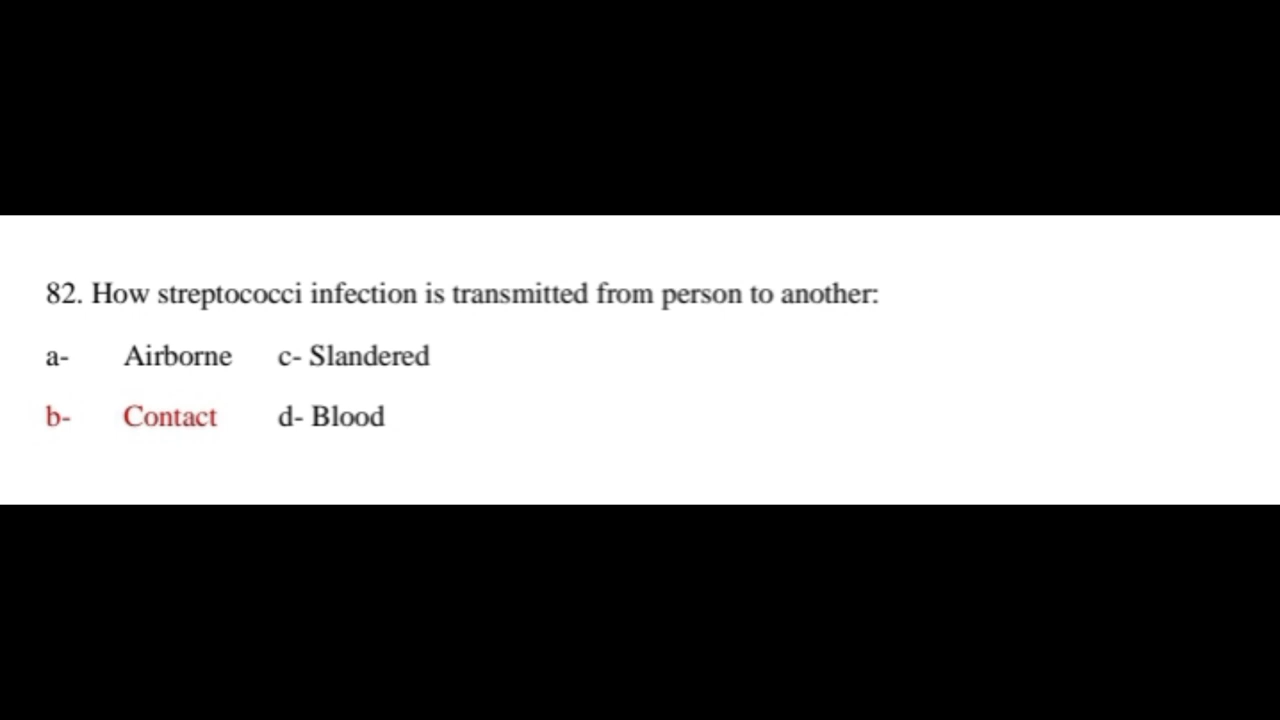 82. How streptococci infection is transmitted from person to another:
a- Airborne c- Slandered
b- Contact d- Blood